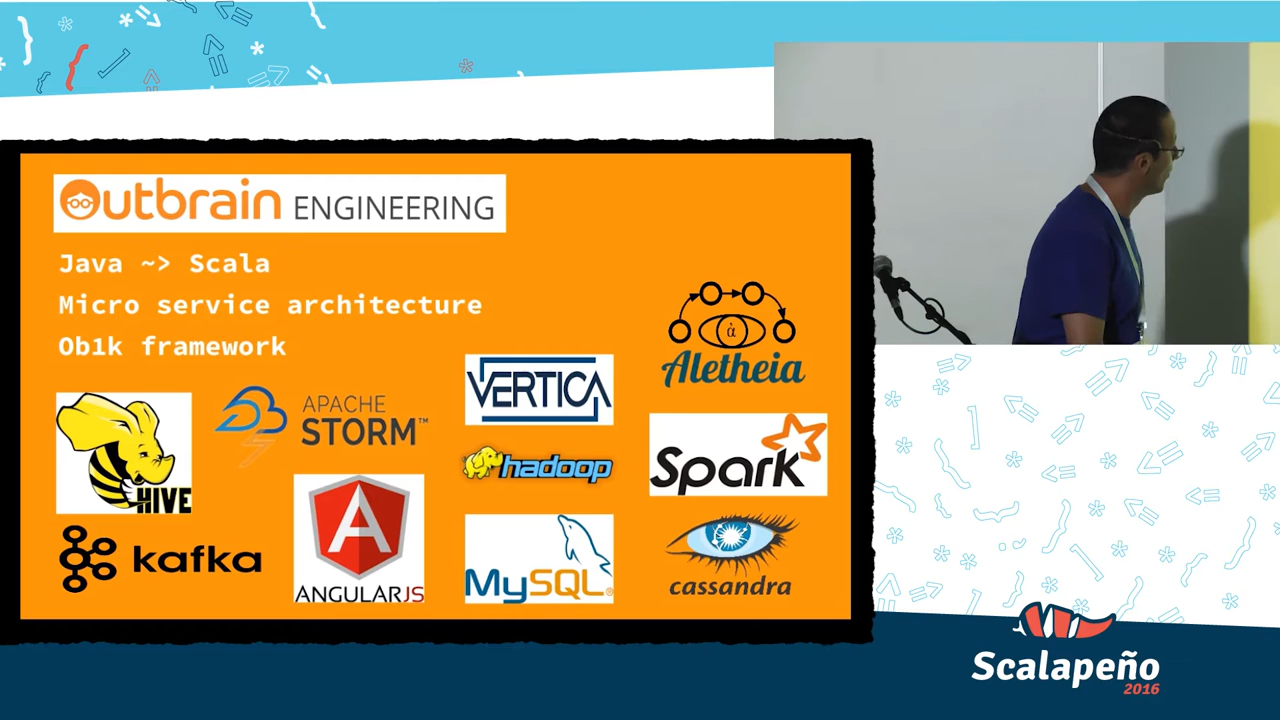 Outbrain ENGINEERING
Java ~> Scala
Micro service architecture
Ob1k framework
ἀ
Aletheia
VERTICA
HIVE
APACHE
STORM™
hadoop
Spark
kafka
ANGULARJS
MySQL®
cassandra
Scalapeño
2016